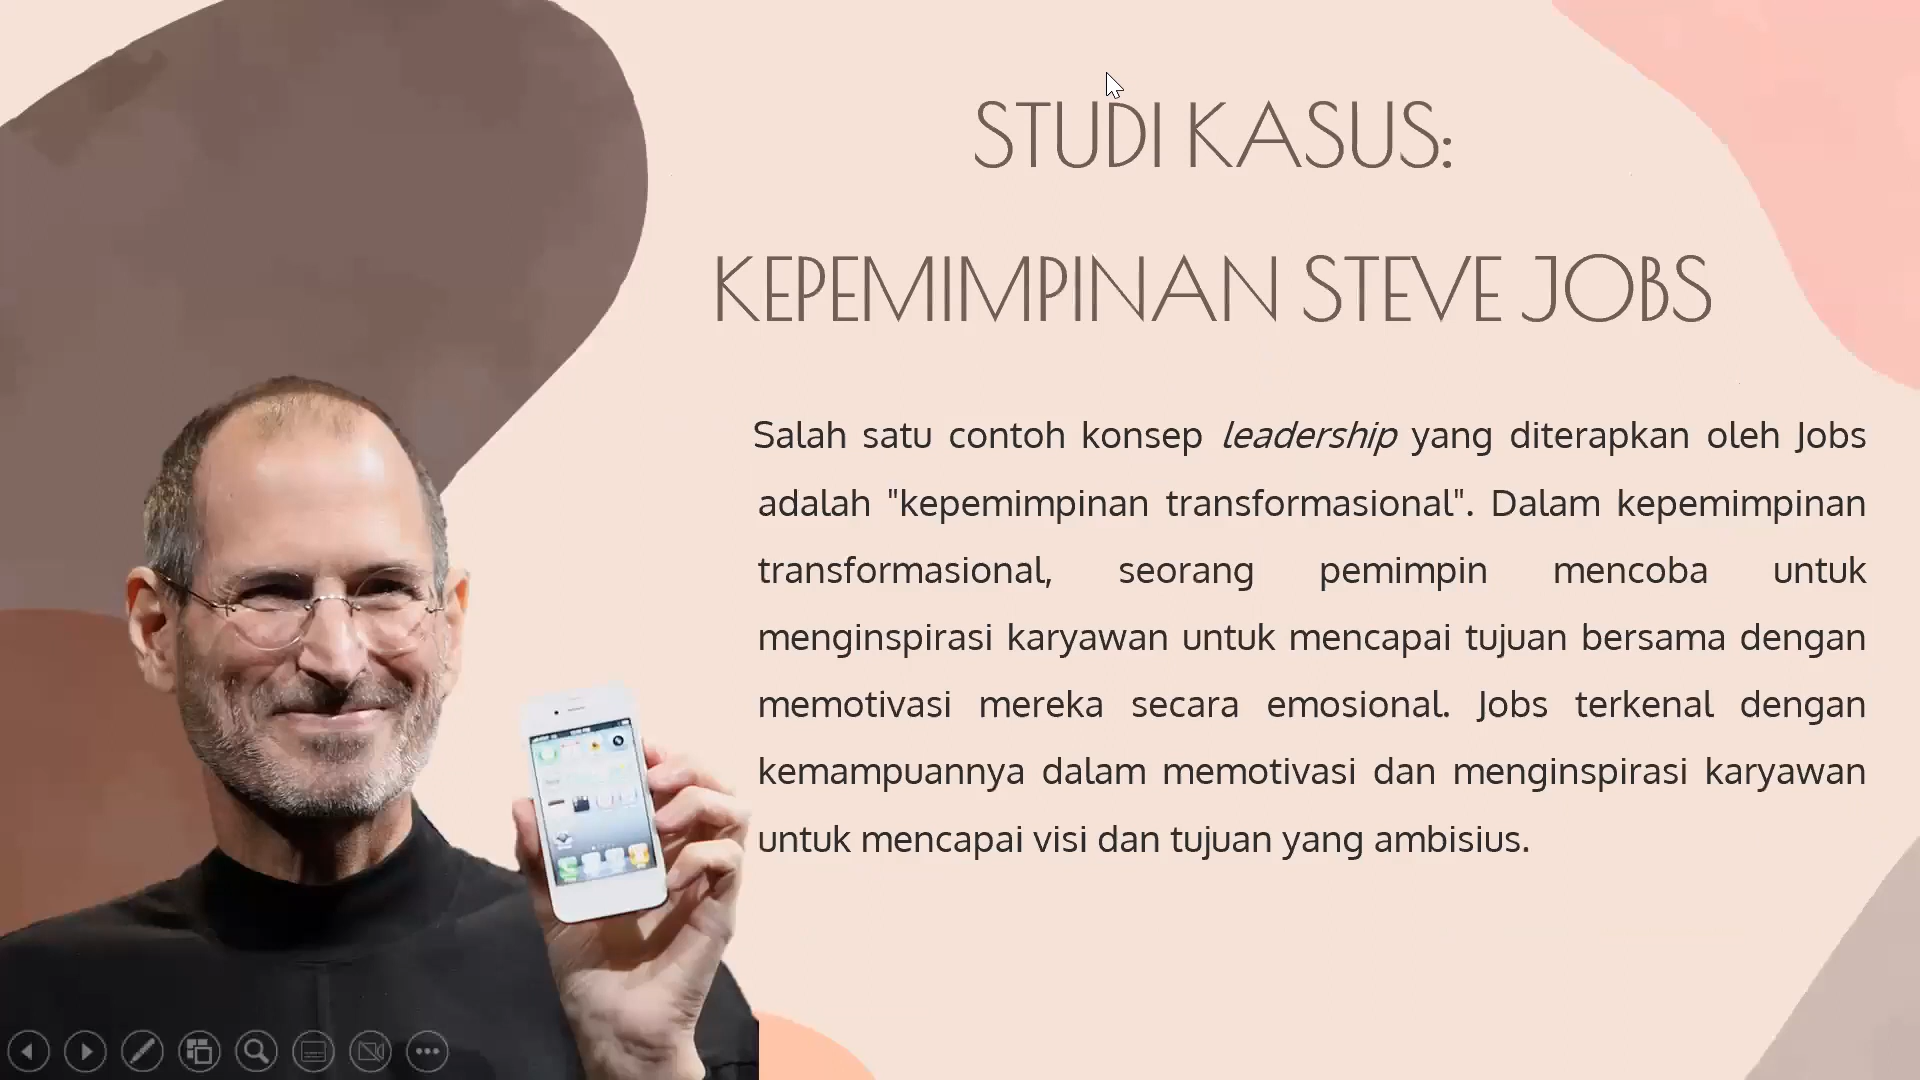 STUDI KASUS:
KEPEMIMPINAN STEVE JOBS
Salah satu contoh konsep leadership yang diterapkan oleh Jobs
adalah "kepemimpinan transformasional". Dalam kepemimpinan
transformasional, seorang pemimpin mencoba untuk
menginspirasi karyawan untuk mencapai tujuan bersama dengan
memotivasi mereka secara emosional. Jobs terkenal dengan
kemampuannya dalam memotivasi dan menginspirasi karyawan
untuk mencapai visi dan tujuan yang ambisius.